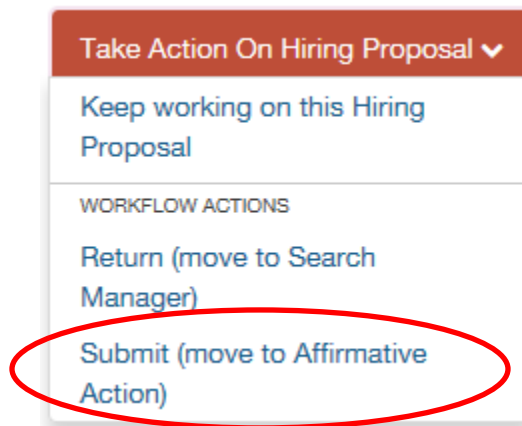 Take Action On Hiring Proposal
Keep working on this Hiring
Proposal
WORKFLOW ACTIONS
Return (move to Search
Manager)
Submit (move to Affirmative
Action)